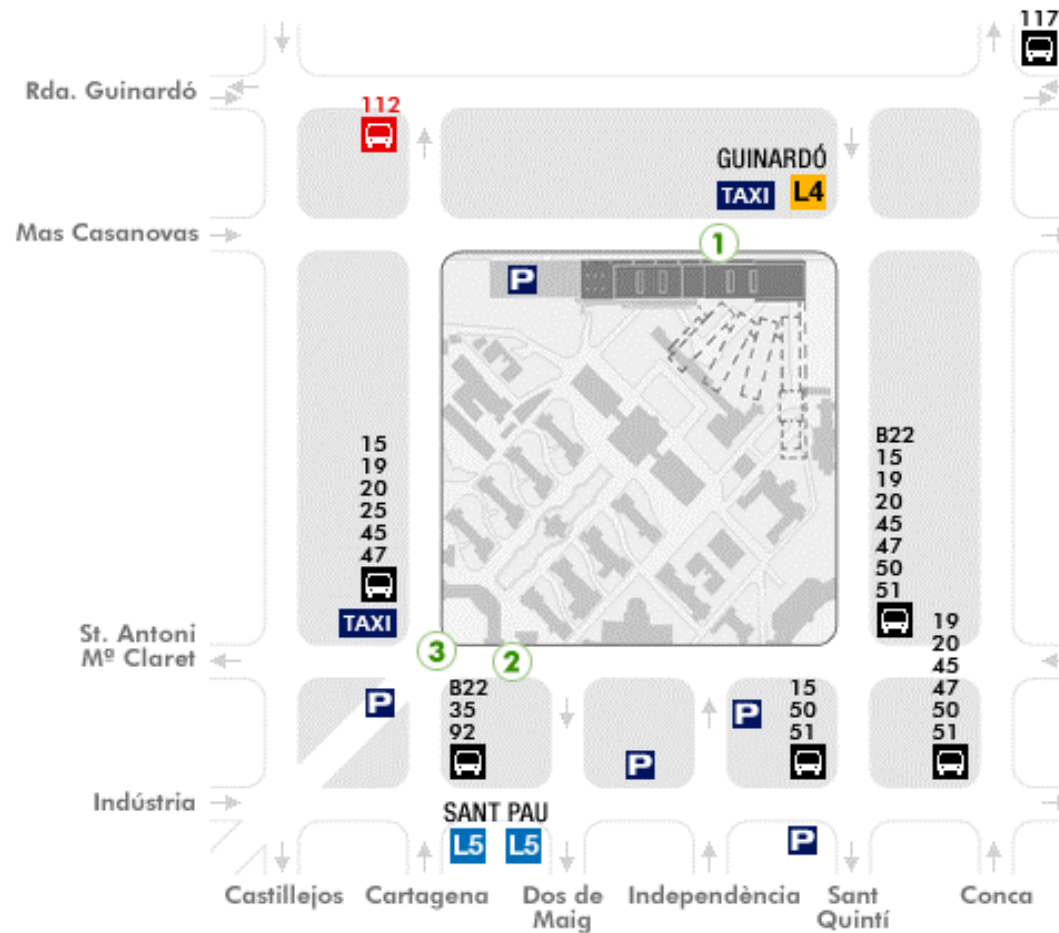 117
Rda. Guinardó
112
GUINARDÓ
TAXI L4
Mas Casanovas
1
P
15
19
20
25
45
47
TAXI
B22
15
19
20
45
47
50
51
St. Antoni
Mº Claret
3
2
19
20
45
47
50
51
P
B22
35
92
P
P
15
50
51
Indústria
SANT PAU
L5 L5
P
Castillejos
Cartagena
Dos de
Maig
Independència
Sant
Quintí
Conca